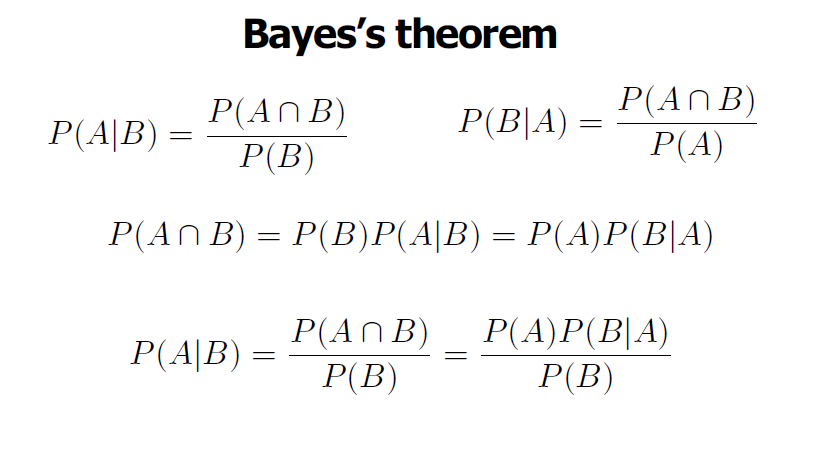 Bayes's theorem
P(A|B) = P(A ∩ B) / P(B)
P(B|A) = P(A ∩ B) / P(A)
P(A ∩ B) = P(B)P(A|B) = P(A)P(B|A)
P(A|B) = P(A ∩ B) / P(B) = P(A)P(B|A) / P(B)